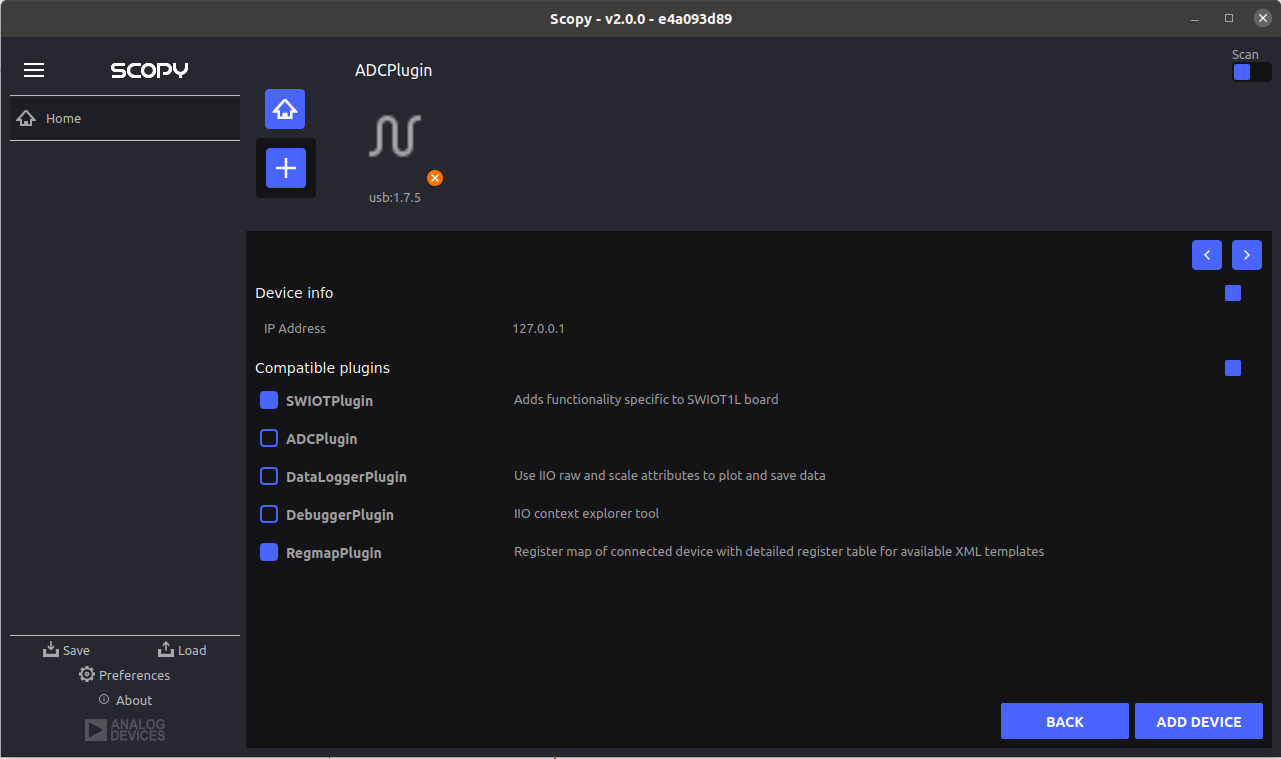 Scopy - v2.0.0 - e4a093d89
SCOPY
ADCPlugin
Scan
Home
usb:1.7.5
Device info
IP Address 127.0.0.1
Compatible plugins
SWIOTPlugin Adds functionality specific to SWIOT1L board
ADCPlugin
DataLoggerPlugin Use IIO raw and scale attributes to plot and save data
DebuggerPlugin IIO context explorer tool
RegmapPlugin Register map of connected device with detailed register table for available XML templates
Save Load
Preferences
About
ANALOG
DEVICES
BACK ADD DEVICE